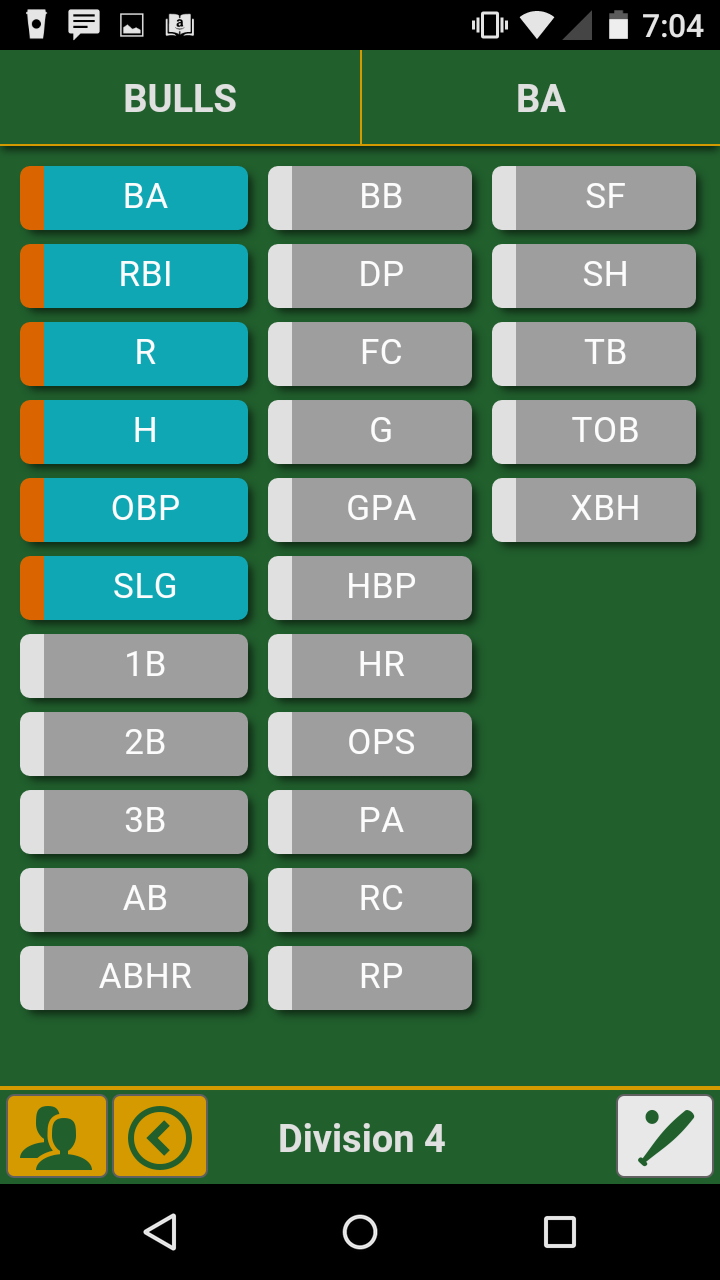 7:04
BULLS BA
BA BB SF
RBI DP SH
R FC TB
H G TOB
OBP GPA XBH
SLG HBP
1B HR
2B OPS
3B PA
AB RC
ABHR RP
Division 4